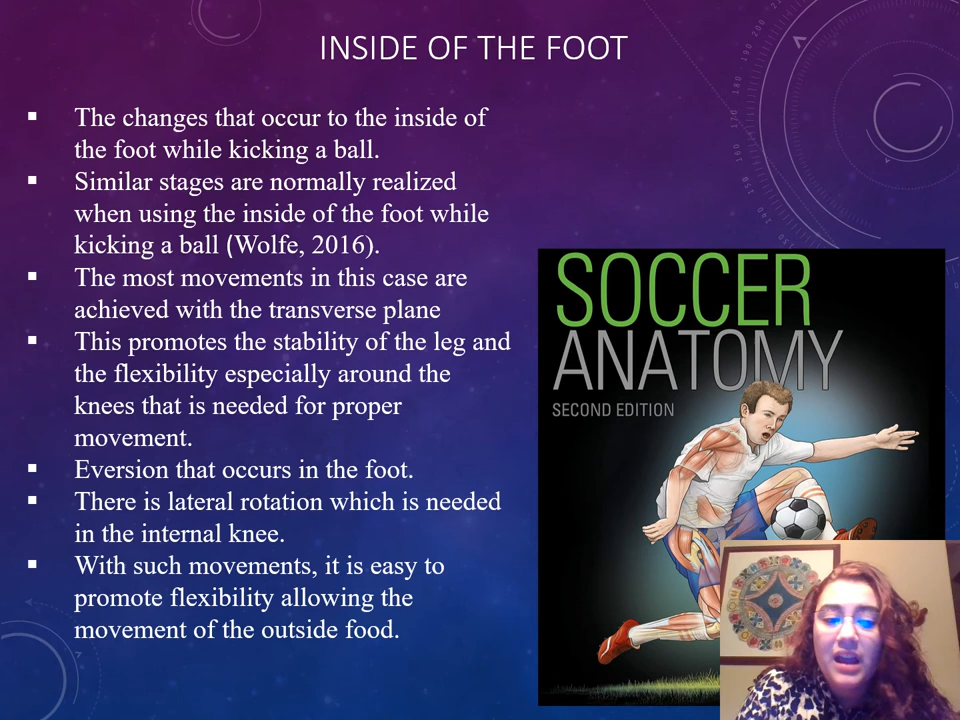 INSIDE OF THE FOOT
▪ The changes that occur to the inside of
the foot while kicking a ball.
▪ Similar stages are normally realized
when using the inside of the foot while
kicking a ball (Wolfe, 2016).
▪ The most movements in this case are
achieved with the transverse plane
▪ This promotes the stability of the leg and
the flexibility especially around the
knees that is needed for proper
movement.
▪ Eversion that occurs in the foot.
▪ There is lateral rotation which is needed
in the internal knee.
▪ With such movements, it is easy to
promote flexibility allowing the
movement of the outside food.
SOCCER
ANATOMY
SECOND EDITION